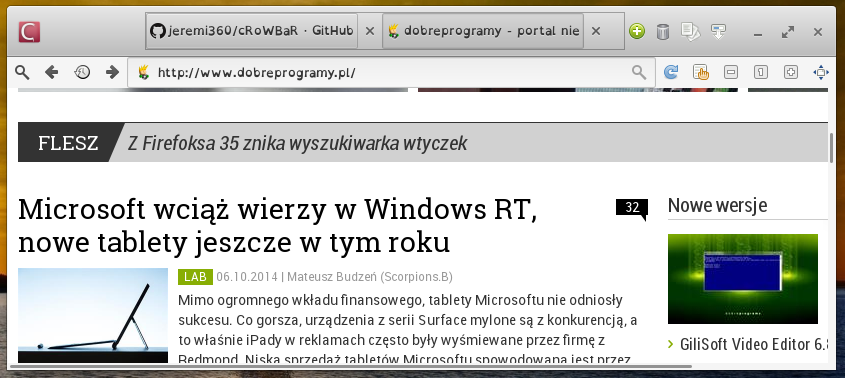 jeremi360/cRoWBaR · GitHub
dobreprogramy - portal nie
http://www.dobreprogramy.pl/
FLESZ
Z Firefoksa 35 znika wyszukiwarka wtyczek
Microsoft wciąż wierzy w Windows RT,
nowe tablety jeszcze w tym roku
32
LAB 06.10.2014 | Mateusz Budzeń (Scorpions.B)
Mimo ogromnego wkładu finansowego, tablety Microsoftu nie odniosły
sukcesu. Co gorsza, urządzenia z serii Surface mylone są z konkurencją, a
to właśnie iPady w reklamach często były wyśmiewane przez firmę z
Redmond. Niska sprzedaż tabletów Microsoftu spowodowana jest przez
Nowe wersje
GiliSoft Video Editor 6.8